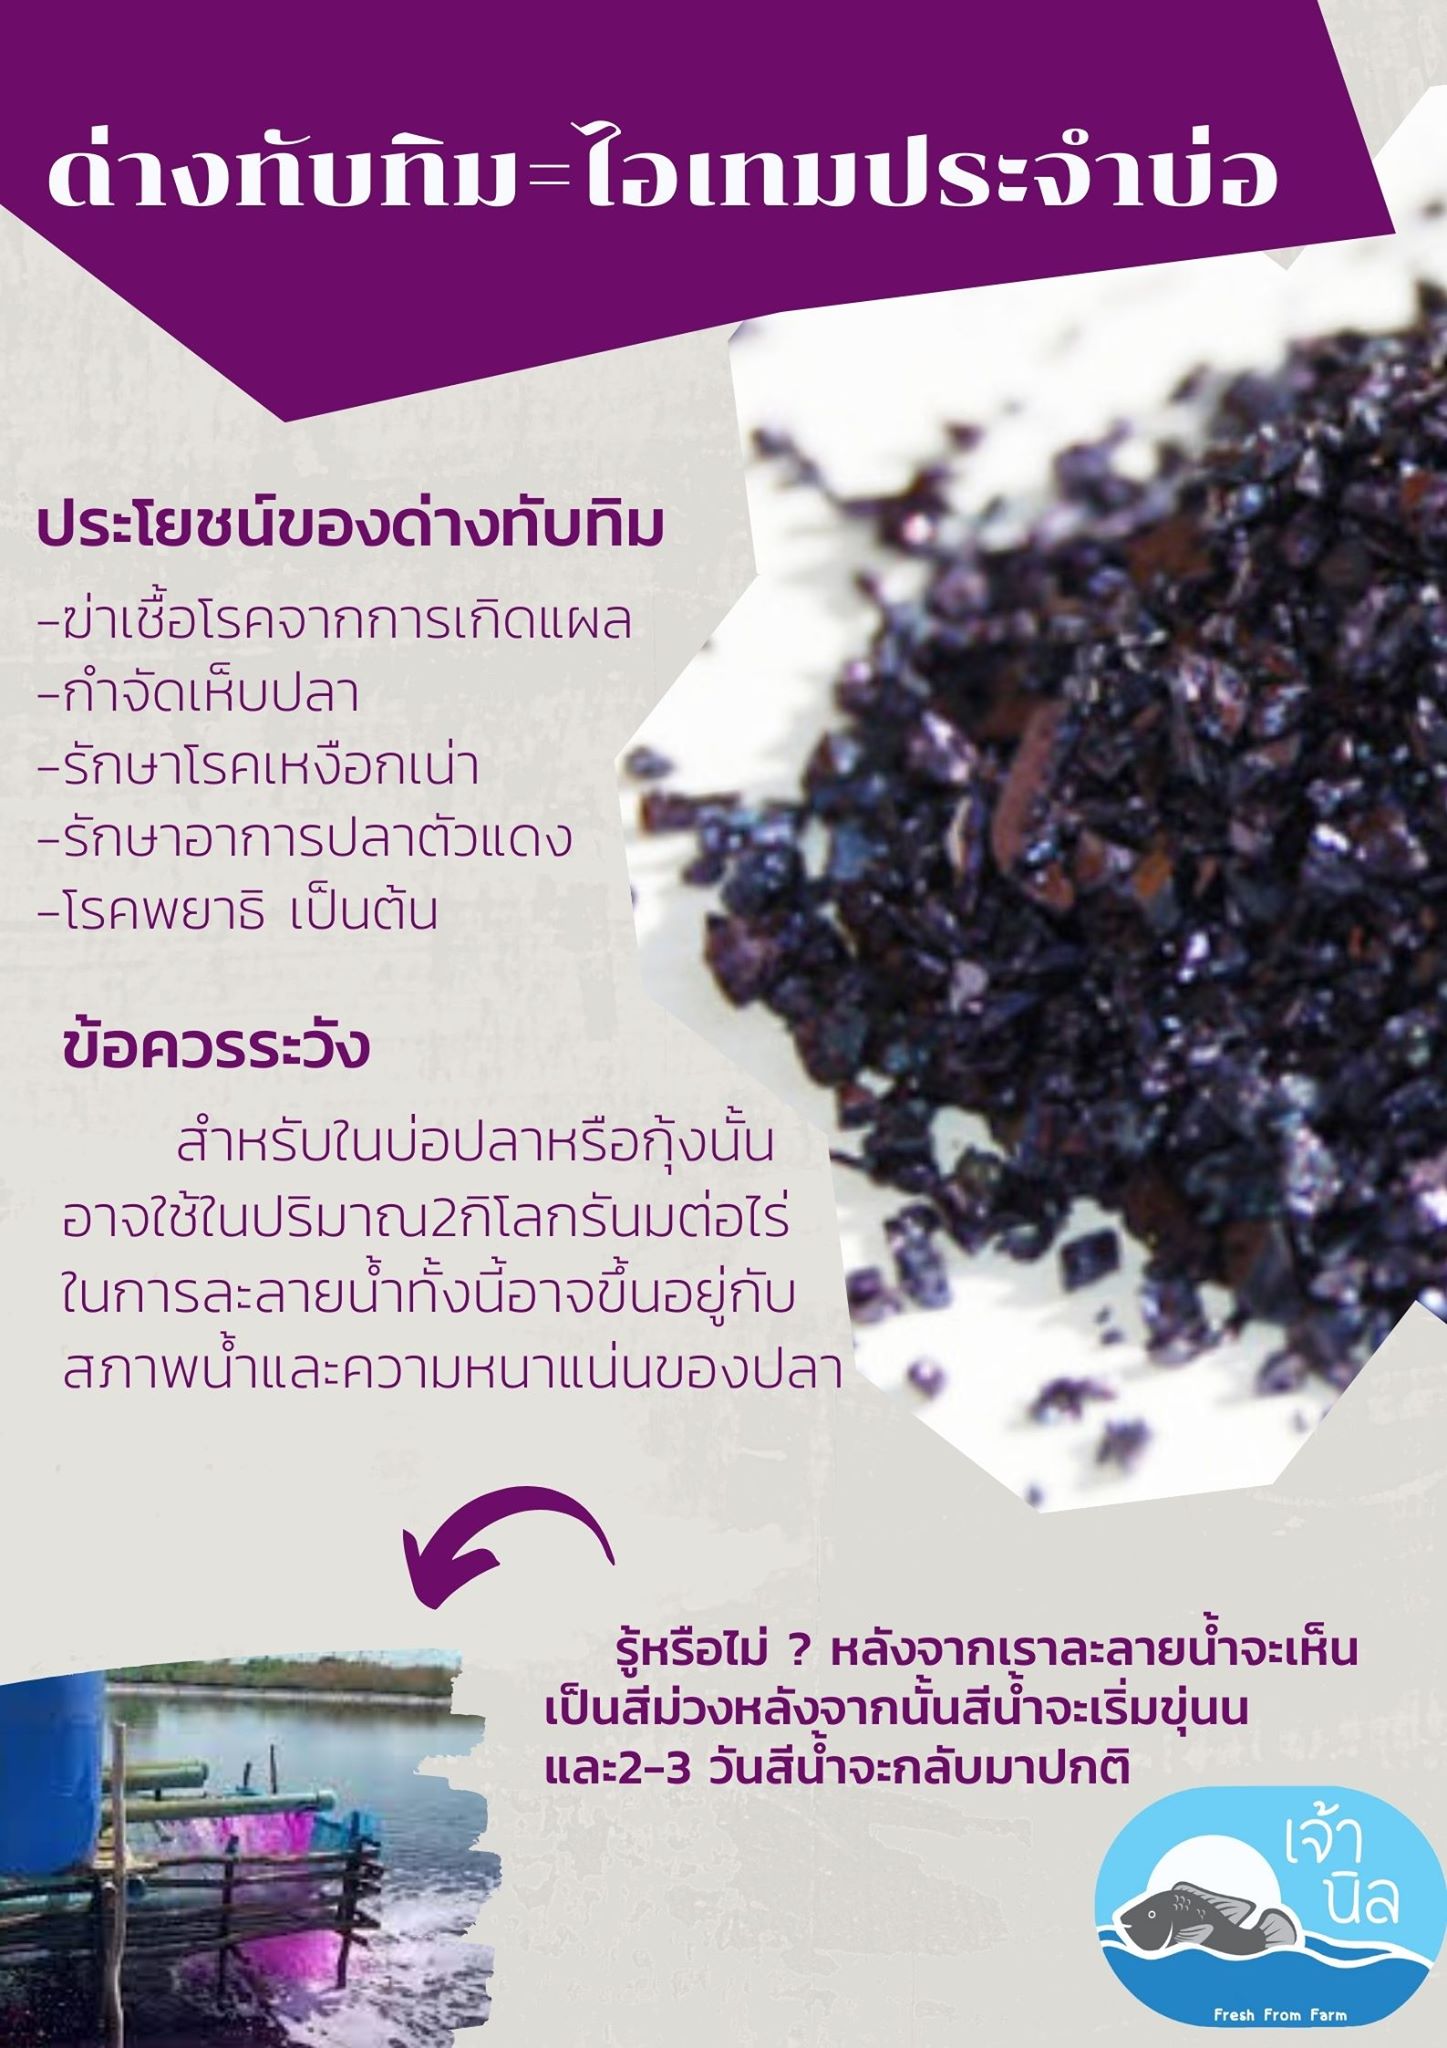 ด่างทับทิม=ไอเทมประจำบ่อ
ประโยชน์ของด่างทับทิม
-ฆ่าเชื้อโรคจากการเกิดแผล
-กำจัดเห็บปลา
-รักษาโรคเหงือกเน่า
-รักษาอาการปลาตัวแดง
-โรคพยาธิ เป็นต้น
ข้อควรระวัง
สำหรับในบ่อปลาหรือกุ้งนั้น
อาจใช้ในปริมาณ2กิโลกรันมต่อไร่
ในการละลายน้ำทั้งนี้อาจขึ้นอยู่กับ
สภาพน้ำและความหนาแน่นของปลา
รู้หรือไม่ ? หลังจากเราละลายน้ำจะเห็น
เป็นสีม่วงหลังจากนั้นสีน้ำจะเริ่มขุ่นน
และ2-3 วันสีน้ำจะกลับมาปกติ
เจ้า
นิล
Fresh From Farm